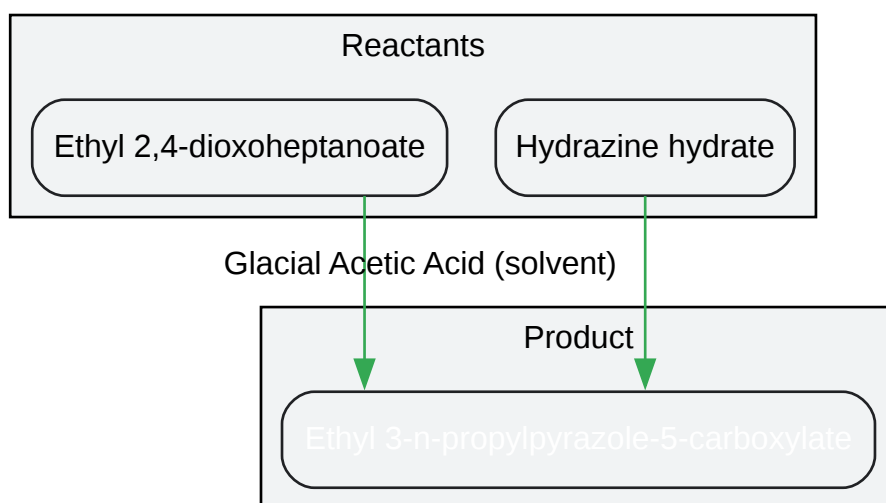 Reactants
Ethyl 2,4-dioxoheptanoate
Hydrazine hydrate
Glacial Acetic Acid (solvent)
Product
Ethyl 3-n-propylpyrazole-5-carboxylate